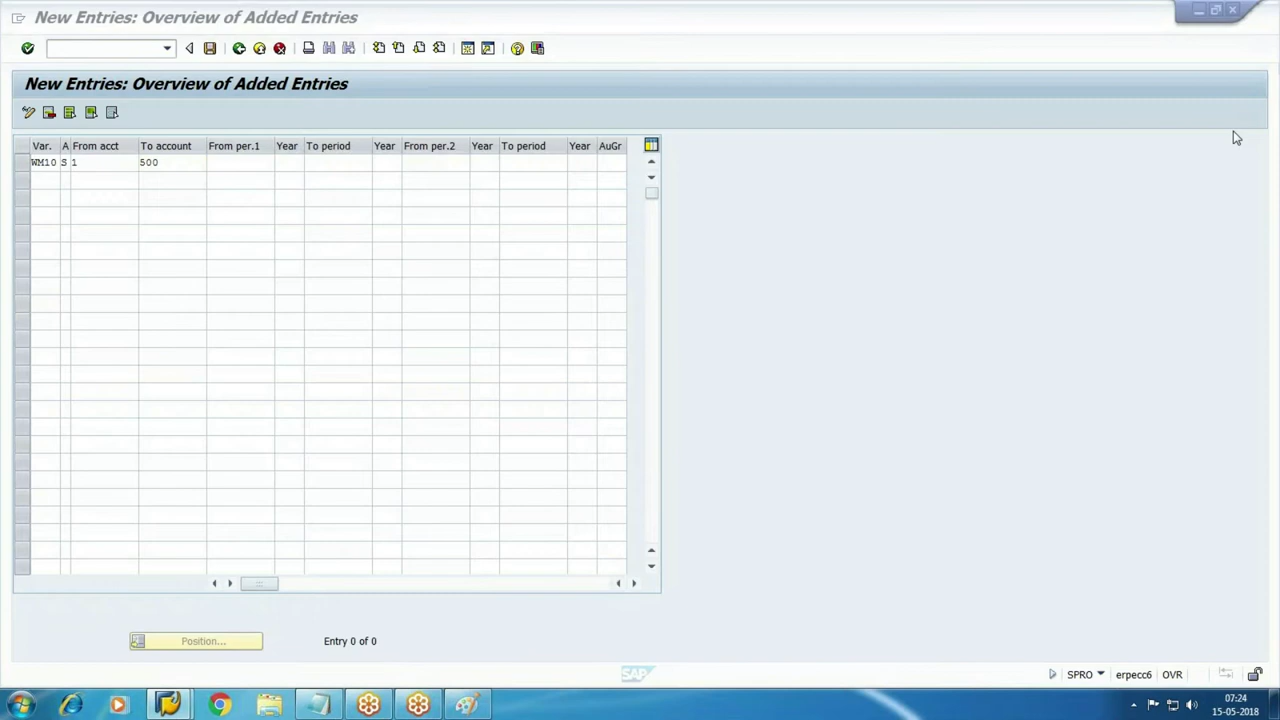 New Entries: Overview of Added Entries
New Entries: Overview of Added Entries
Var. A From acct To account From per.1 Year To period Year From per.2 Year To period Year AuGr
WM10 S 1 500
Position... Entry 0 of 0
SAP SPRO erpecc6 OVR
07:24
15-05-2018